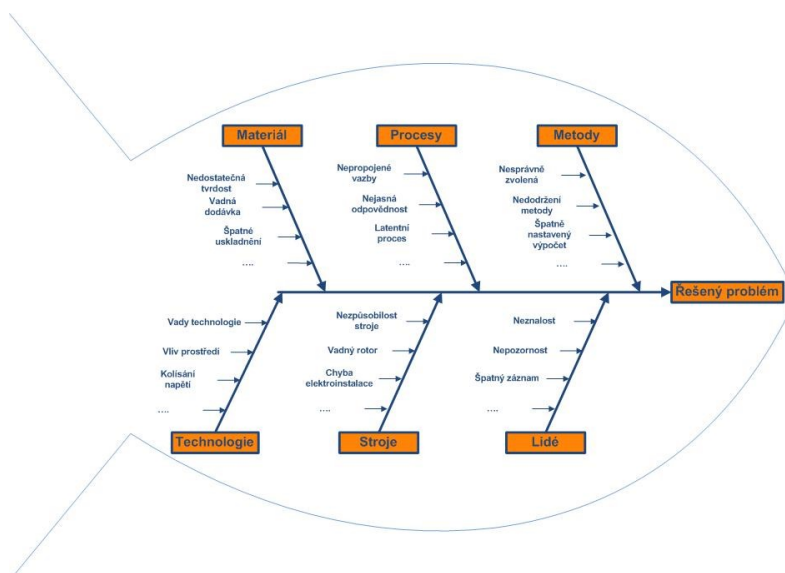 Materiál
Procesy
Metody
Nedostatečná
tvrdost
Vadná
dodávka
Špatné
uskladnění
....
Nepropojené
vazby
Nejasná
odpovědnost
Latentní
proces
....
Nesprávně
zvolená
Nedodržení
metody
Špatně
nastavený
výpočet
....
Řešený problém
Vady technologie
Vliv prostředí
Kolísání
napětí
....
Nezpůsobilost
stroje
Vadný rotor
Chyba
elektroinstalace
....
Neznalost
Nepozornost
Špatný záznam
....
Technologie
Stroje
Lidé